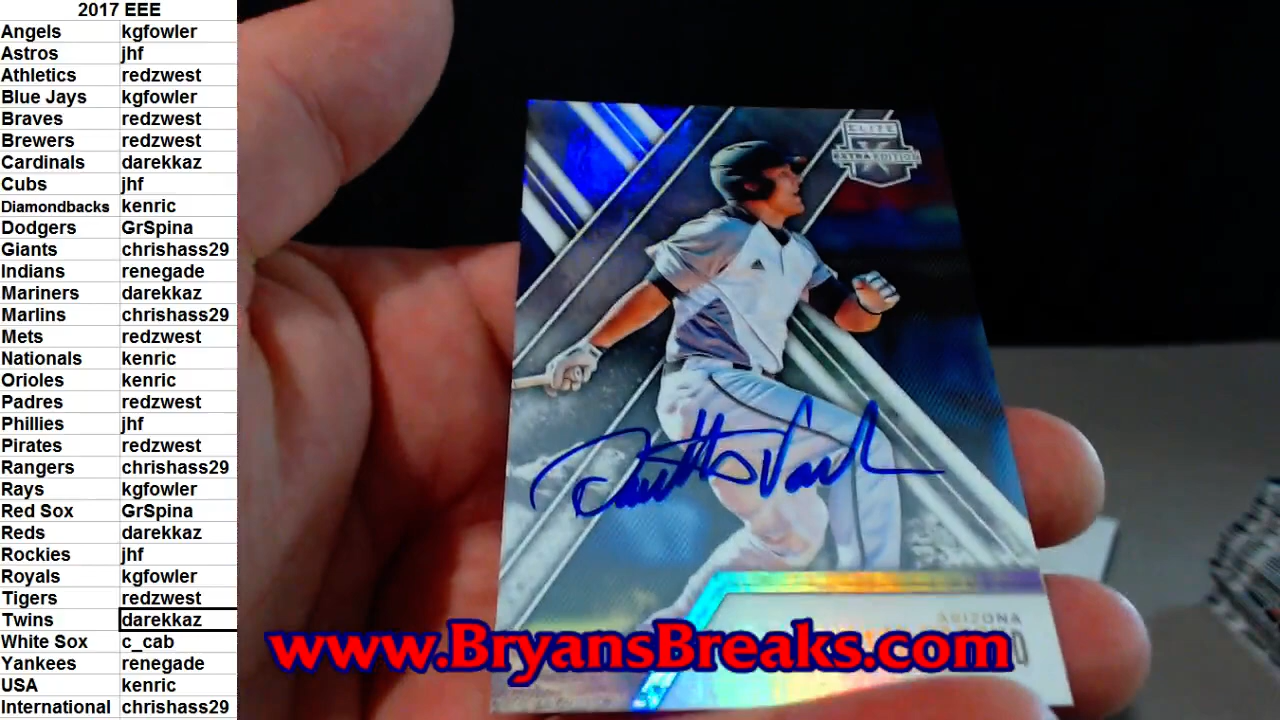 2017 EEE
Angels kgfowler
Astros jhf
Athletics redzwest
Blue Jays kgfowler
Braves redzwest
Brewers redzwest
Cardinals darekkaz
Cubs jhf
Diamondbacks kenric
Dodgers GrSpina
Giants chrishass29
Indians renegade
Mariners darekkaz
Marlins chrishass29
Mets redzwest
Nationals kenric
Orioles kenric
Padres redzwest
Phillies jhf
Pirates redzwest
Rangers chrishass29
Rays kgfowler
Red Sox GrSpina
Reds darekkaz
Rockies jhf
Royals kgfowler
Tigers redzwest
Twins darekkaz
White Sox c_cab
Yankees renegade
USA kenric
International chrishass29
ELITE
EXTRA EDITION
ARIZONA
www.BryansBreaks.com